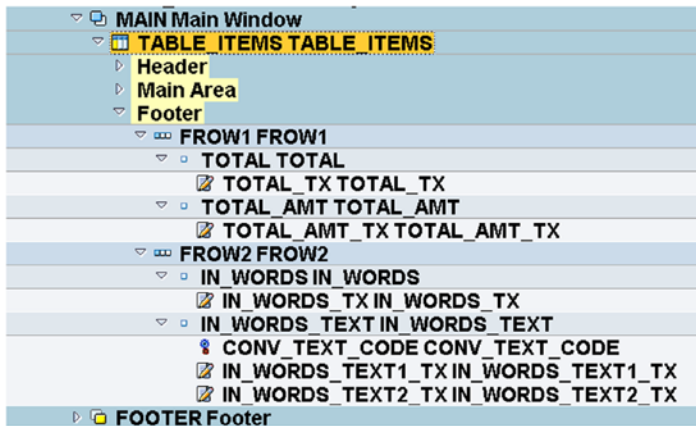 MAIN Main Window
TABLE_ITEMS TABLE_ITEMS
Header
Main Area
Footer
FROW1 FROW1
TOTAL TOTAL
TOTAL_TX TOTAL_TX
TOTAL_AMT TOTAL_AMT
TOTAL_AMT_TX TOTAL_AMT_TX
FROW2 FROW2
IN_WORDS IN_WORDS
IN_WORDS_TX IN_WORDS_TX
IN_WORDS_TEXT IN_WORDS_TEXT
CONV_TEXT_CODE CONV_TEXT_CODE
IN_WORDS_TEXT1_TX IN_WORDS_TEXT1_TX
IN_WORDS_TEXT2_TX IN_WORDS_TEXT2_TX
FOOTER Footer